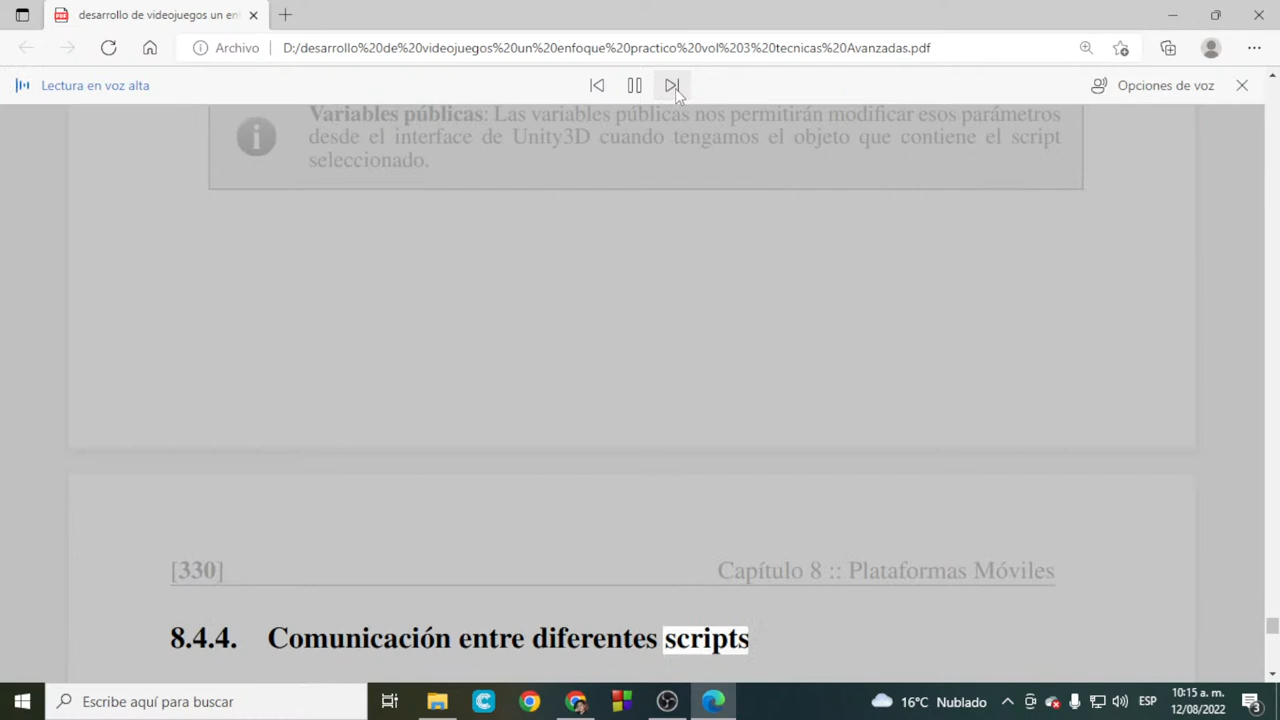 desarrollo de videojuegos un en
Archivo
D:/desarrollo%20de%20videojuegos%20un%20enfoque%20practico%20vol%203%20tecnicas%20Avanzadas.pdf
Lectura en voz alta
Opciones de voz
Variables públicas: Las variables públicas nos permitirán modificar esos parámetros
desde el interface de Unity3D cuando tengamos el objeto que contiene el script
seleccionado.
[330]
Capítulo 8 :: Plataformas Móviles
8.4.4. Comunicación entre diferentes scripts
Escribe aquí para buscar
16°C Nublado
ESP
10:15 a. m.
12/08/2022
3